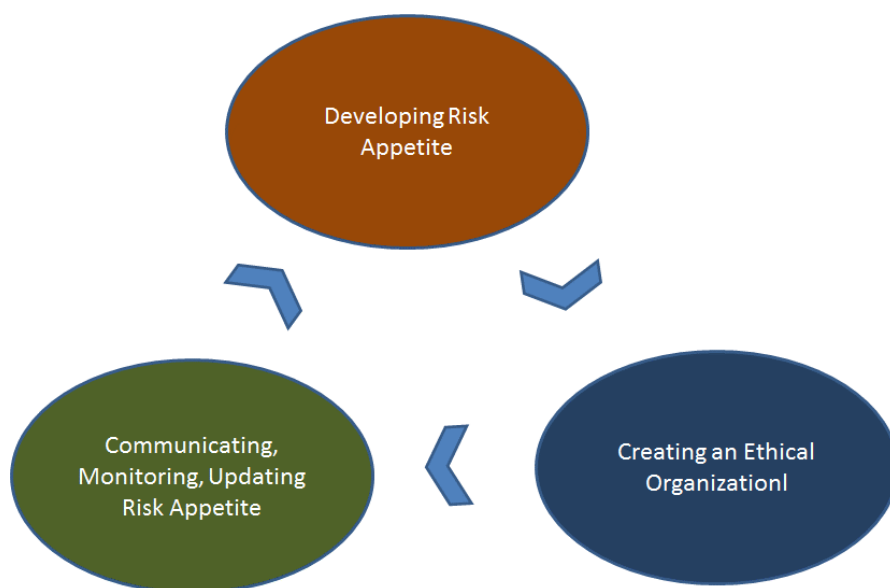 Developing Risk
Appetite
Creating an Ethical
Organizationl
Communicating,
Monitoring, Updating
Risk Appetite